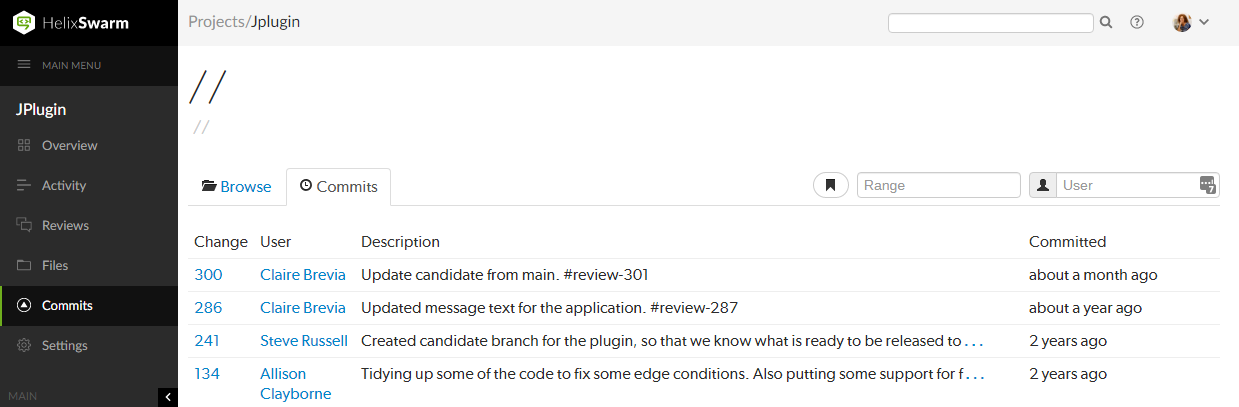 HelixSwarm
Projects/Jplugin
MAIN MENU
//
//
JPlugin
Overview
Activity
Reviews
Files
Commits
Settings
MAIN
Browse
Commits
Range
User
7
Change User Description Committed
300 Claire Brevia Update candidate from main. #review-301 about a month ago
286 Claire Brevia Updated message text for the application. #review-287 about a year ago
241 Steve Russell Created candidate branch for the plugin, so that we know what is ready to be released to ... 2 years ago
134 Allison Clayborne Tidying up some of the code to fix some edge conditions. Also putting some support for f... 2 years ago